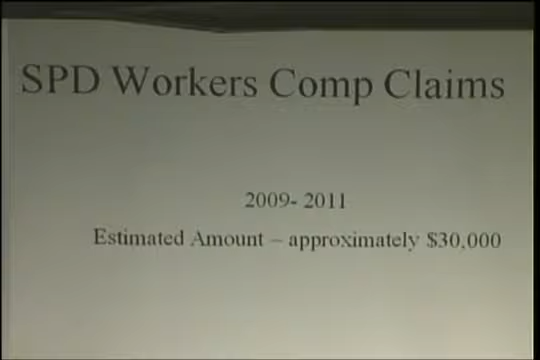 SPD Workers Comp Claims
2009- 2011
Estimated Amount – approximately $30,000